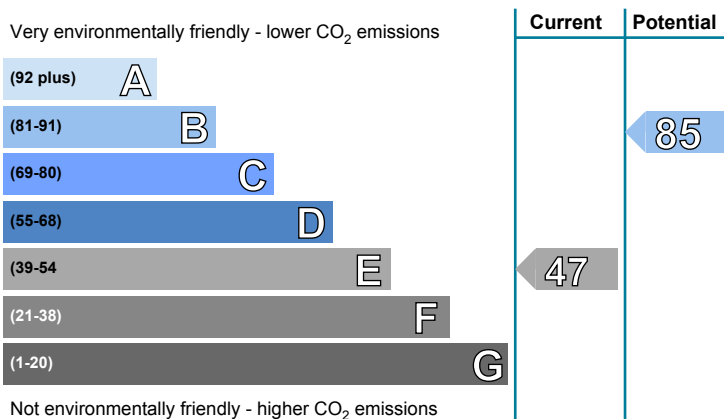 Current Potential
Very environmentally friendly - lower CO2 emissions
(92 plus) A
(81-91) B 85
(69-80) C
(55-68) D
(39-54 E 47
(21-38) F
(1-20) G
Not environmentally friendly - higher CO2 emissions